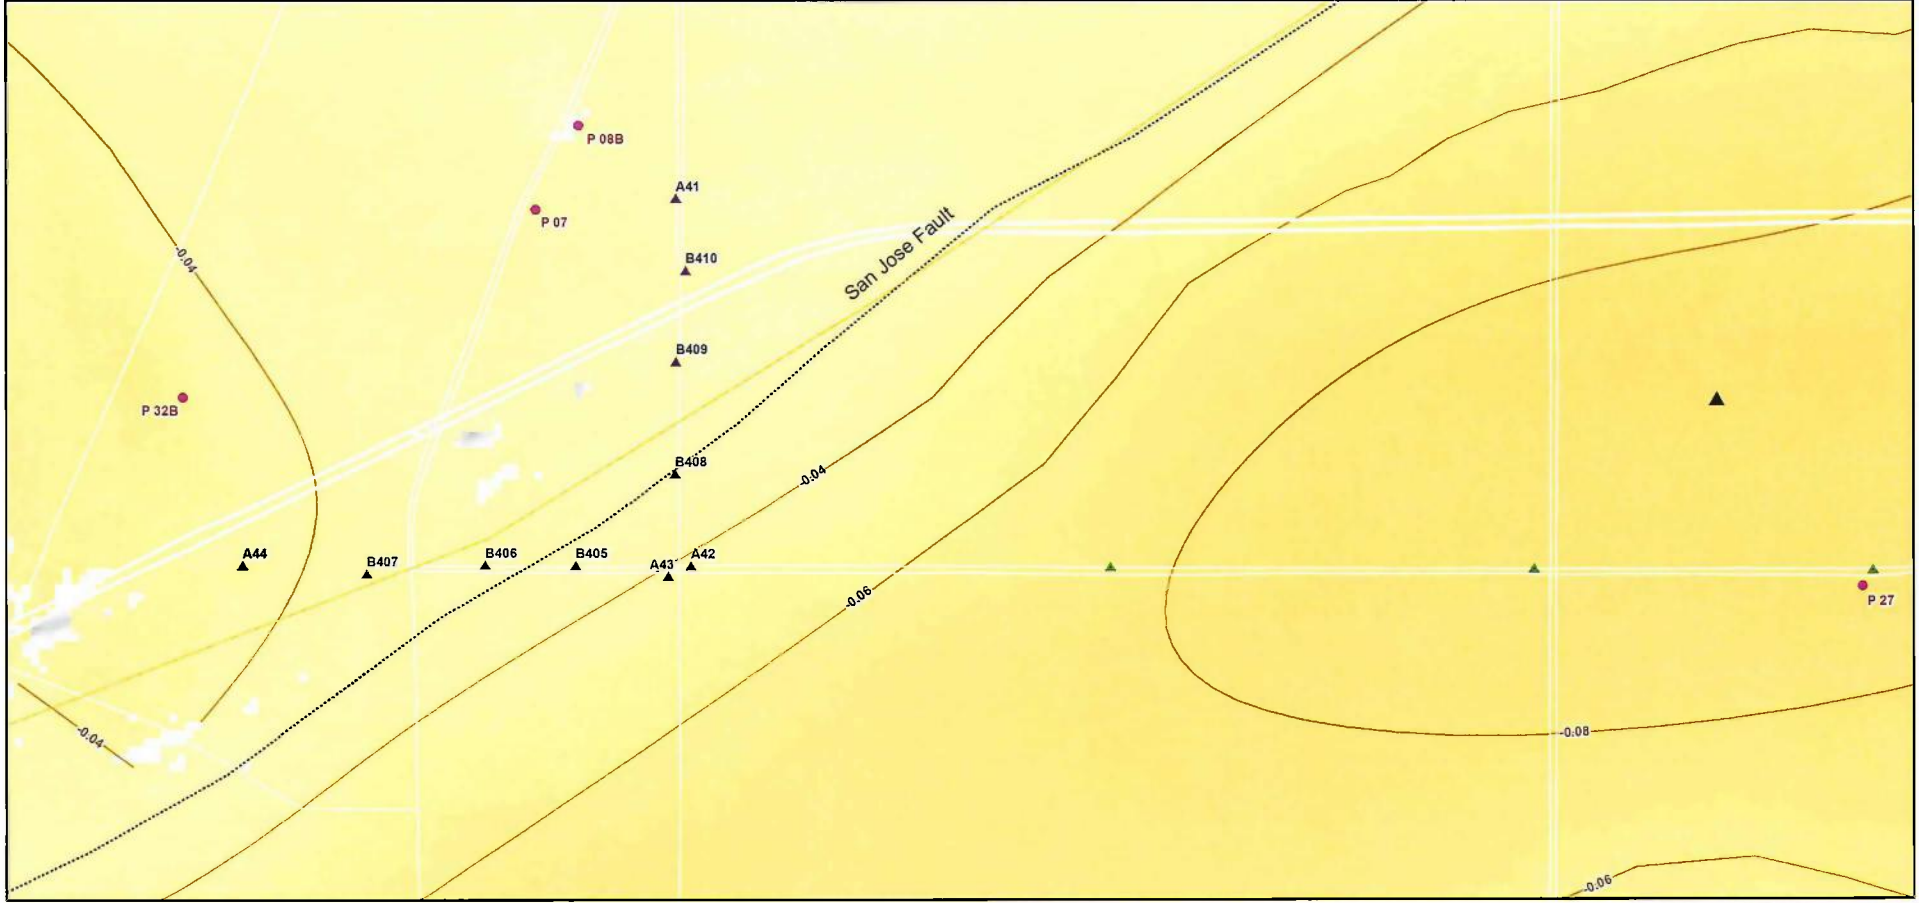 P 08B
A41
P 07
San Jose Fault
-0.04
B410
B409
P 32B
B408
-0.04
A44
B407
B406
B405
A43
A42
-0.06
P 27
-0.04
-0.08
-0.06